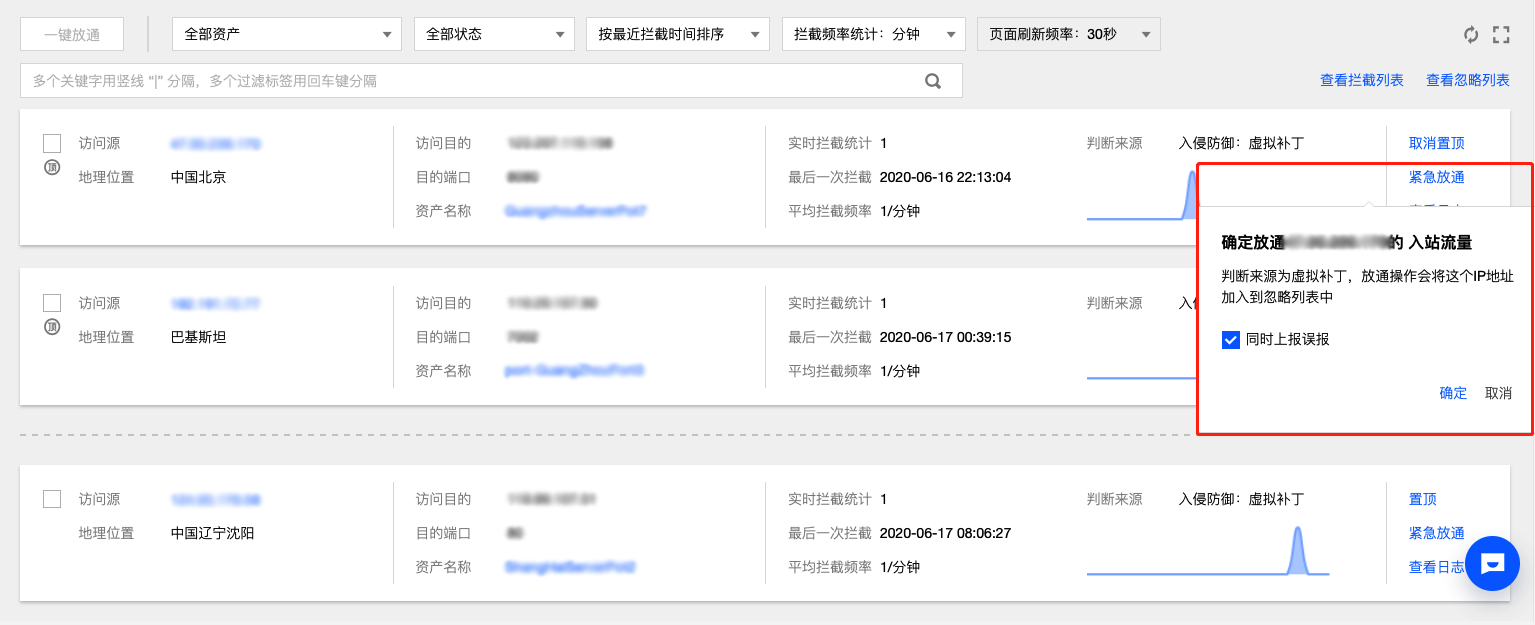 一键放通
全部资产
全部状态
按最近拦截时间排序
拦截频率统计：分钟
页面刷新频率：30秒
多个关键字用竖线 “|” 分隔，多个过滤标签用回车键分隔
查看拦截列表
查看忽略列表
访问源
访问目的
实时拦截统计 1
判断来源 入侵防御：虚拟补丁
取消置顶
顶
地理位置 中国北京
目的端口
最后一次拦截 2020-06-16 22:13:04
紧急放通
资产名称
平均拦截频率 1/分钟
确定放通 的 入站流量
判断来源为虚拟补丁，放通操作会将这个IP地址
加入到忽略列表中
同时上报误报
确定 取消
访问源
访问目的
实时拦截统计 1
判断来源
顶
地理位置 巴基斯坦
目的端口
最后一次拦截 2020-06-17 00:39:15
资产名称
平均拦截频率 1/分钟
访问源
访问目的
实时拦截统计 1
判断来源 入侵防御：虚拟补丁
置顶
地理位置 中国辽宁沈阳
目的端口
最后一次拦截 2020-06-17 08:06:27
紧急放通
资产名称
平均拦截频率 1/分钟
查看日志